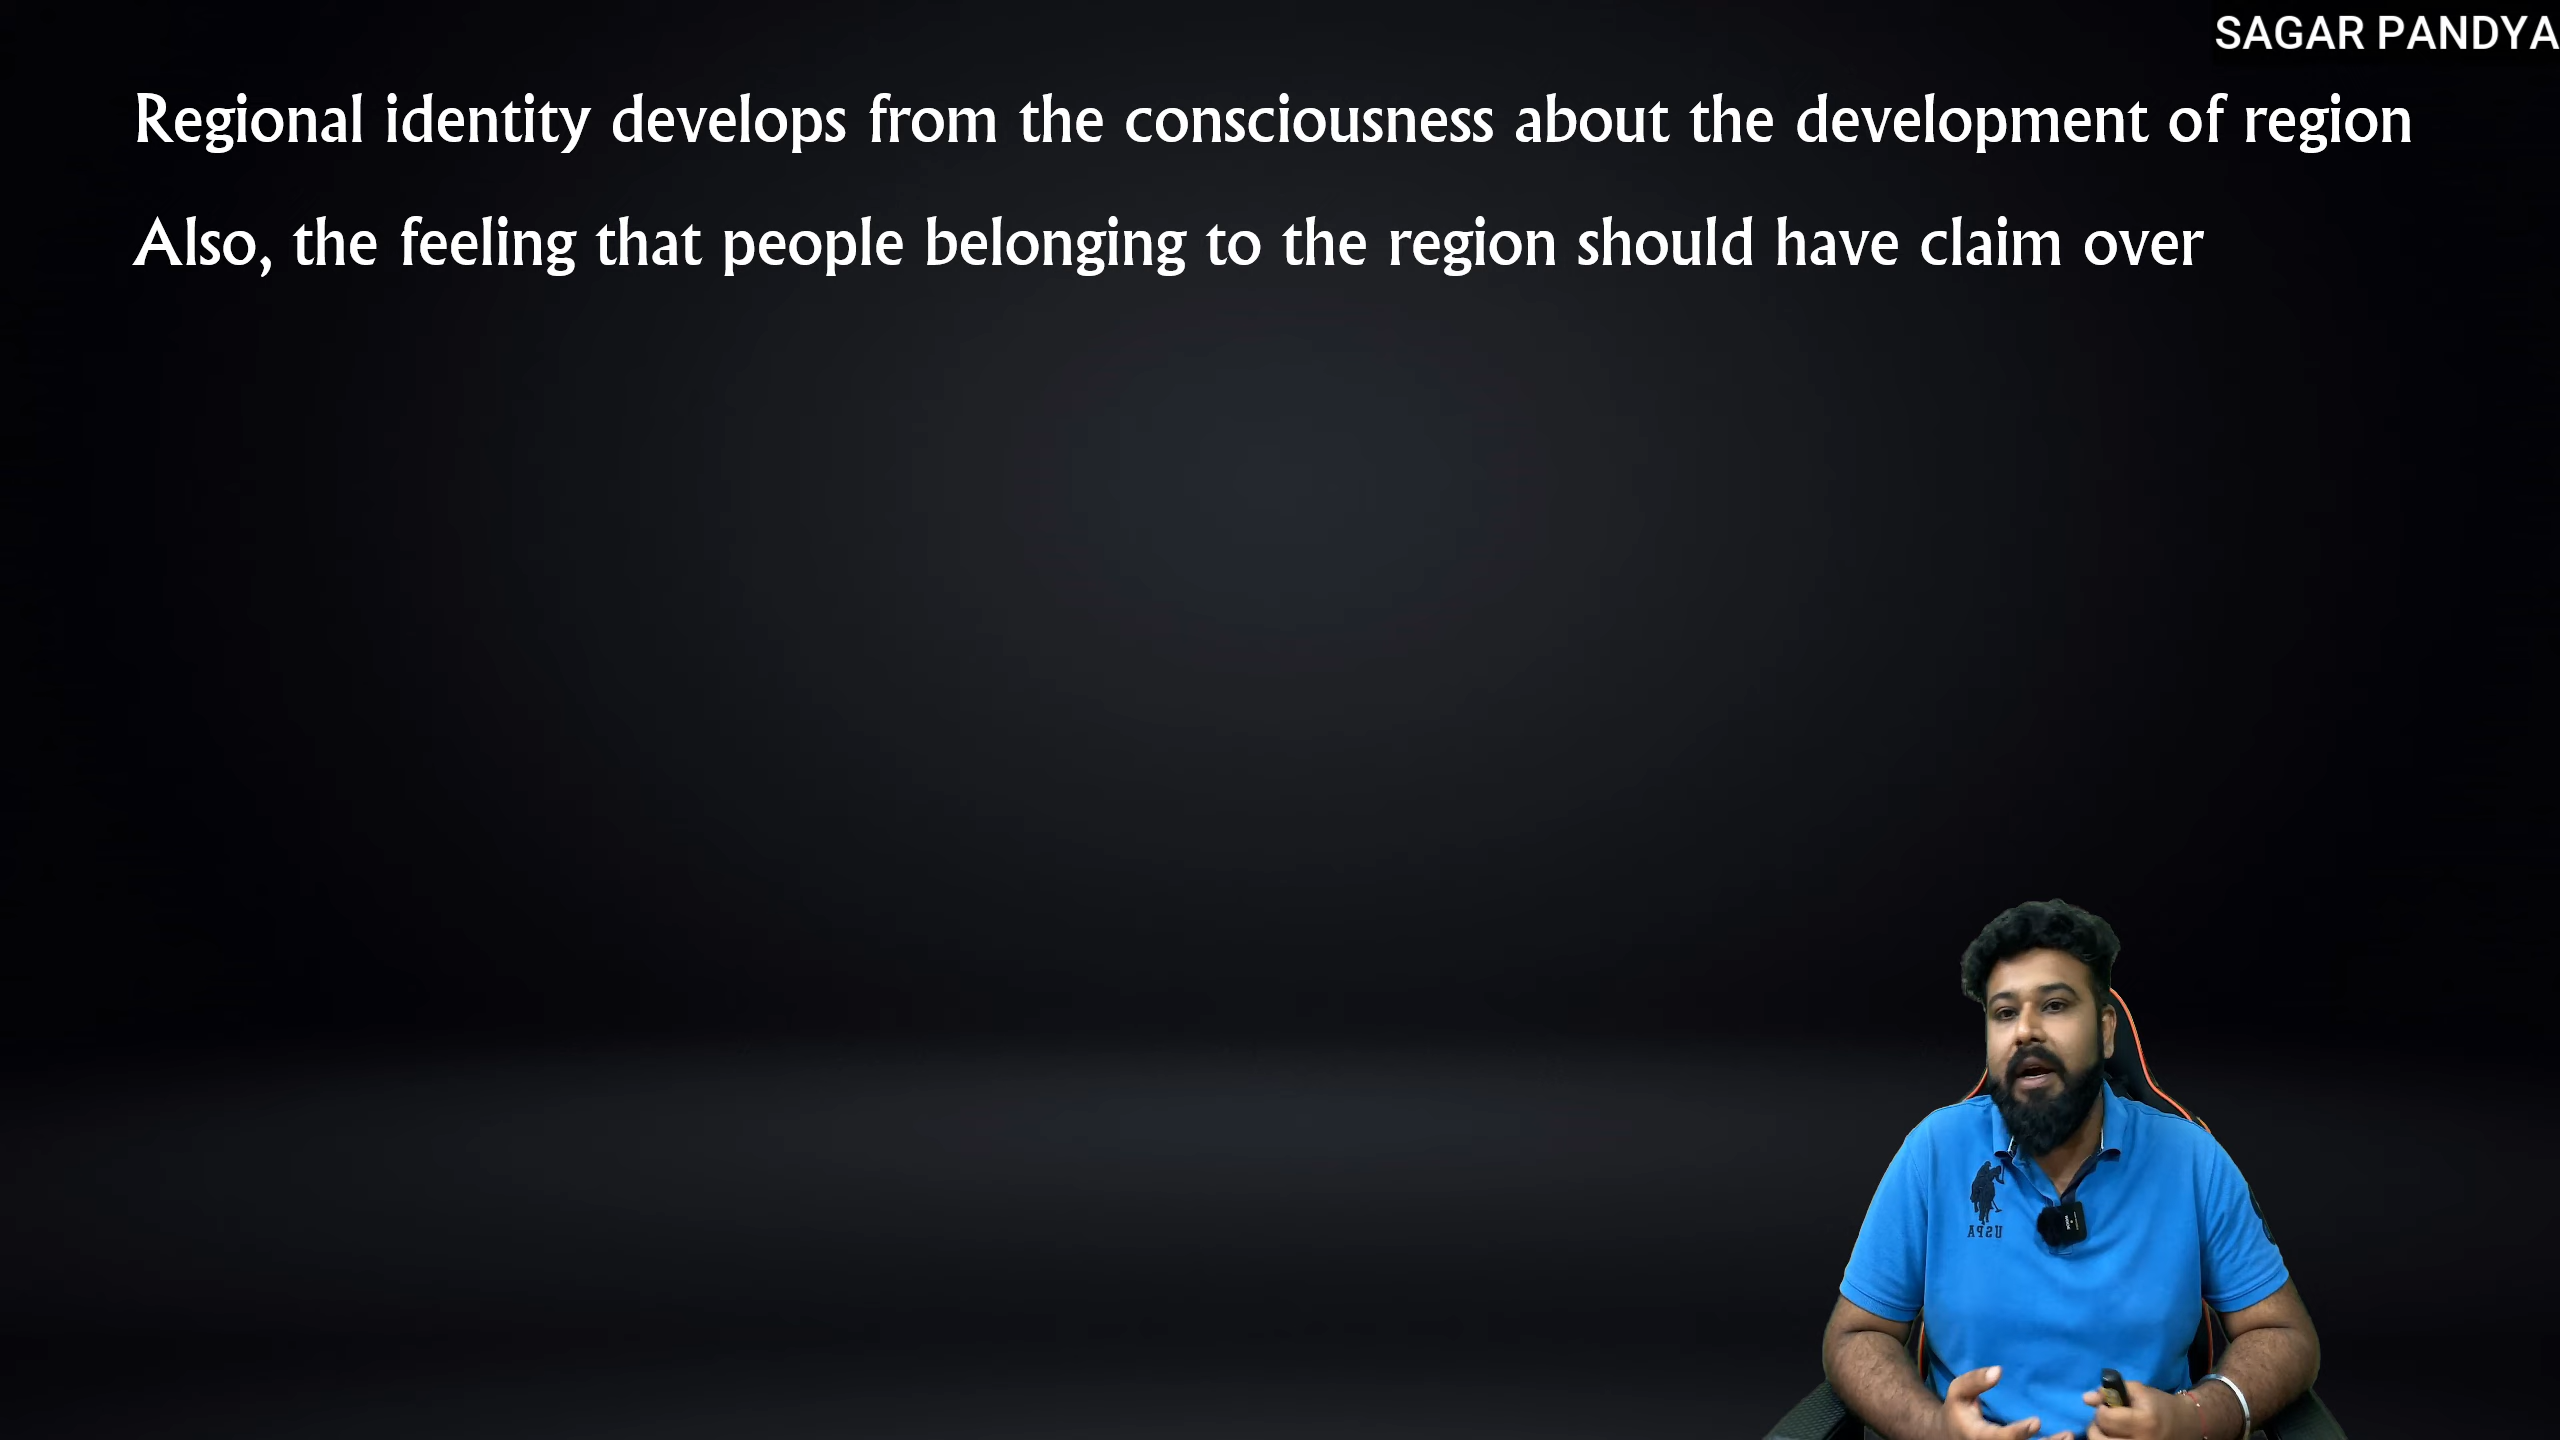 SAGAR PANDYA
Regional identity develops from the consciousness about the development of region
Also, the feeling that people belonging to the region should have claim over
USPA